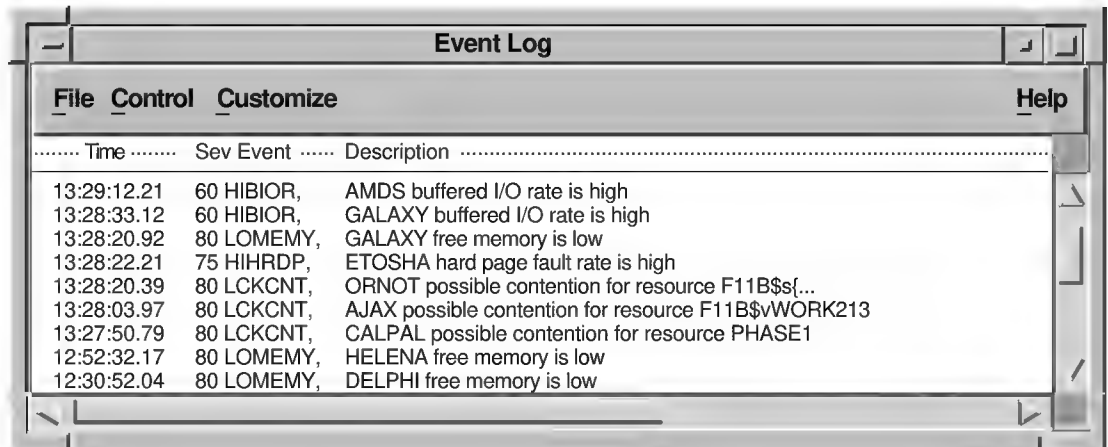 Event Log
File Control Customize Help
........ Time ........ Sev Event ...... Description ........................................................................................................
13:29:12.21 60 HIBIOR, AMDS buffered I/O rate is high
13:28:33.12 60 HIBIOR, GALAXY buffered I/O rate is high
13:28:20.92 80 LOMEMY, GALAXY free memory is low
13:28:22.21 75 HIHRDP, ETOSHA hard page fault rate is high
13:28:20.39 80 LCKCNT, ORNOT possible contention for resource F11B$s{...
13:28:03.97 80 LCKCNT, AJAX possible contention for resource F11B$vWORK213
13:27:50.79 80 LCKCNT, CALPAL possible contention for resource PHASE1
12:52:32.17 80 LOMEMY, HELENA free memory is low
12:30:52.04 80 LOMEMY, DELPHI free memory is low